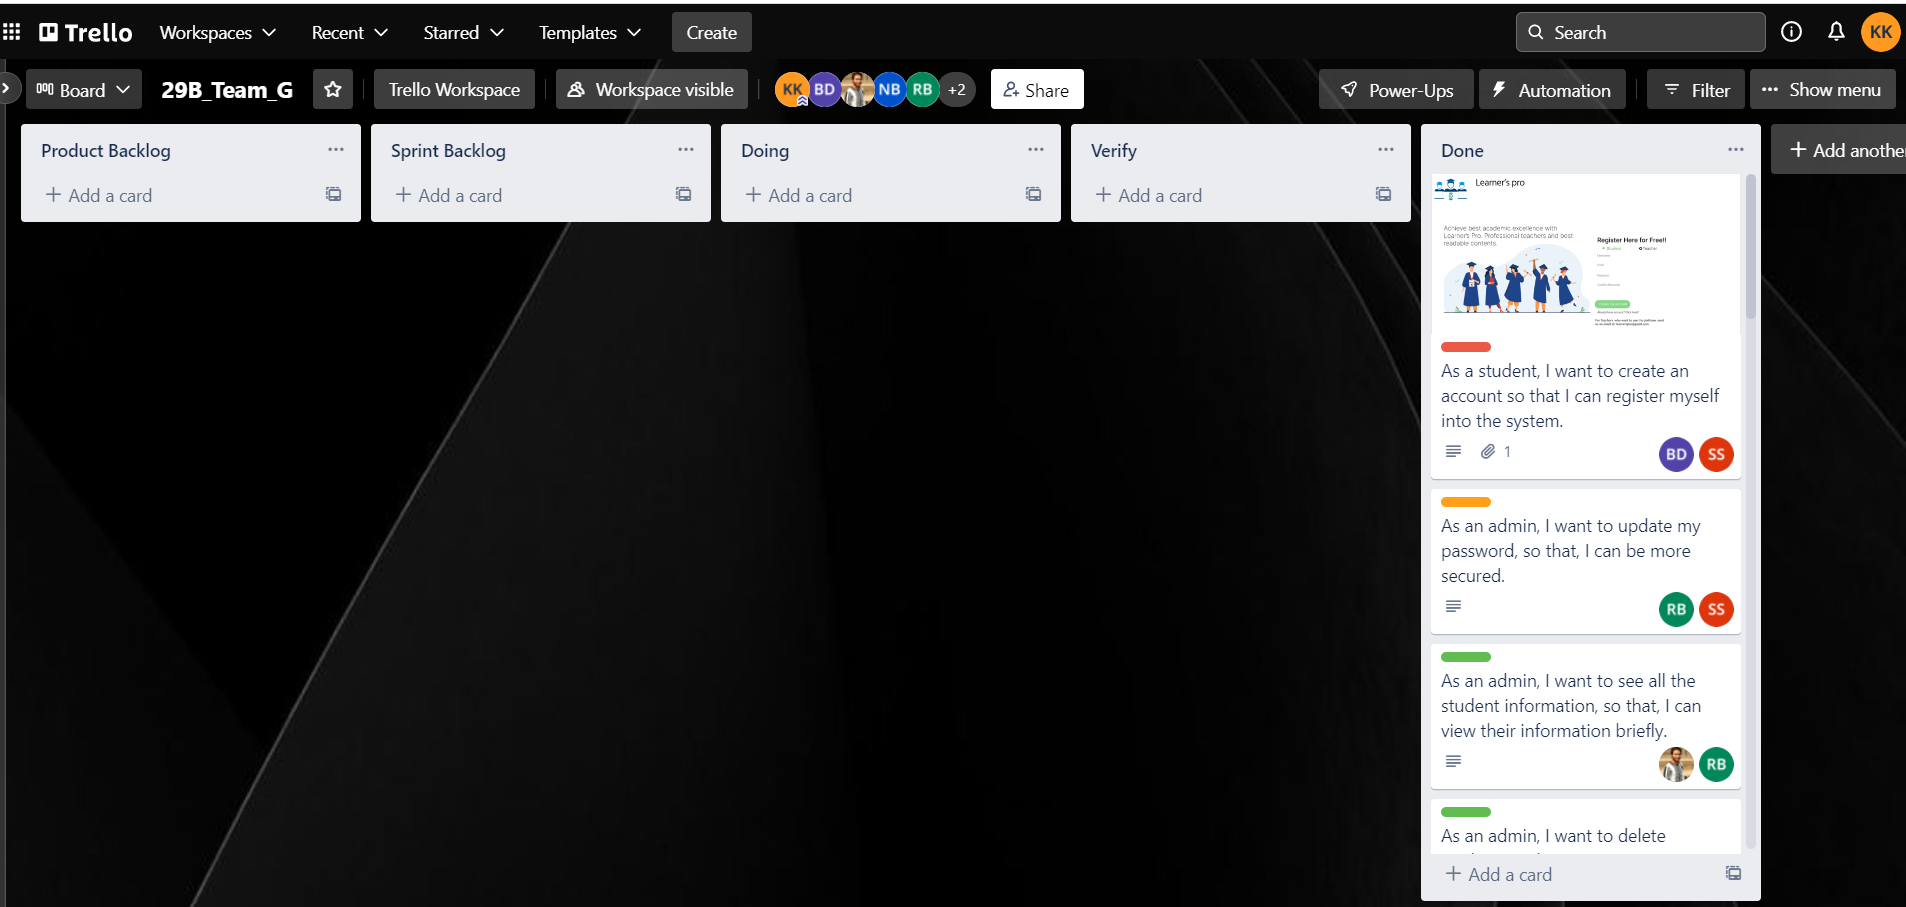 Trello
Workspaces
Recent
Starred
Templates
Create
Search
KK
Board
29B_Team_G
Trello Workspace
Workspace visible
KK
BD
NB
RB
+2
Share
Power-Ups
Automation
Filter
Show menu
Product Backlog
Add a card
Sprint Backlog
Add a card
Doing
Add a card
Verify
Add a card
Done
Learner's pro
Achieve best academic excellence with
Learner's Pro. Professional teachers and best
readable contents.
Register Here for Free!!
Student
Teacher
As a student, I want to create an
account so that I can register myself
into the system.
1
BD
SS
As an admin, I want to update my
password, so that, I can be more
secured.
RB
SS
As an admin, I want to see all the
student information, so that, I can
view their information briefly.
RB
As an admin, I want to delete
Add a card
Add another